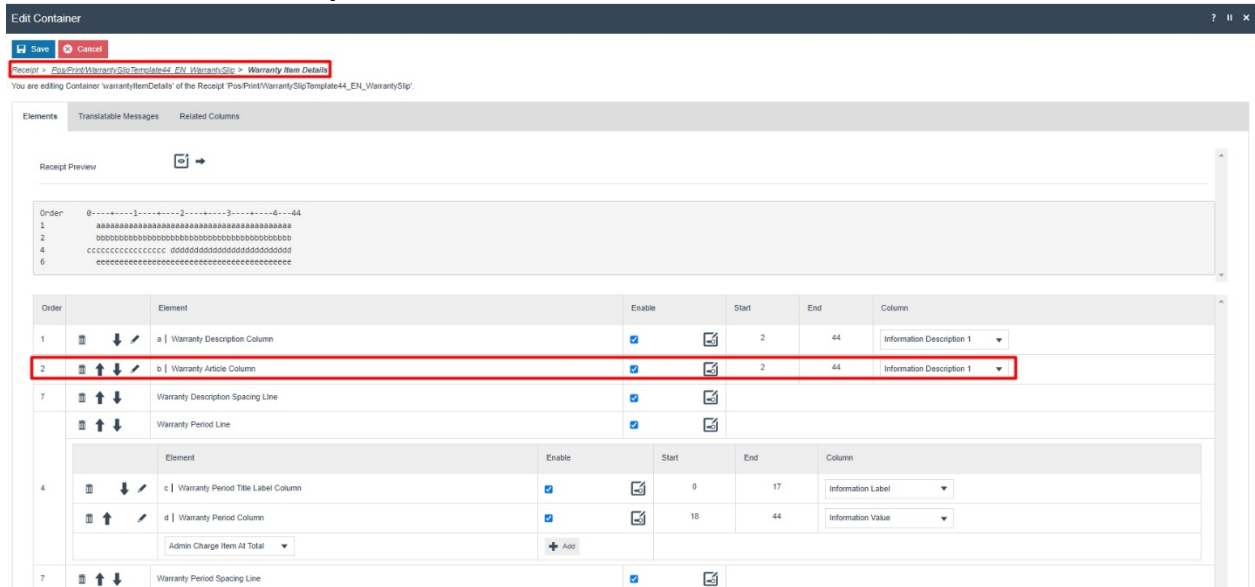 Edit Container ? II ×
Save Cancel
Receipt > Pos/Print/WarrantySlipTemplate44_EN_WarrantySlip > Warranty Item Details
You are editing Container 'warrantyItemDetails' of the Receipt 'Pos/Print/WarrantySlipTemplate44_EN_WarrantySlip'.
Elements Translatable Messages Related Columns
Receipt Preview
Order 0----+----1----+----2----+----3----+----4---44
1 aaaaaaaaaaaaaaaaaaaaaaaaaaaaaaaaaaaaaaaaaa
2 bbbbbbbbbbbbbbbbbbbbbbbbbbbbbbbbbbbbbbbbbb
4 ccccccccccccccccc dddddddddddddddddddddddddd
6 eeeeeeeeeeeeeeeeeeeeeeeeeeeeeeeeeeeeeeeeee
Order Element Enable Start End Column
1 a | Warranty Description Column 2 44 Information Description 1
2 b | Warranty Article Column 2 44 Information Description 1
7 Warranty Description Spacing Line
Warranty Period Line
Element Enable Start End Column
4 c | Warranty Period Title Label Column 0 17 Information Label
d | Warranty Period Column 18 44 Information Value
Admin Charge Item At Total Add
7 Warranty Period Spacing Line